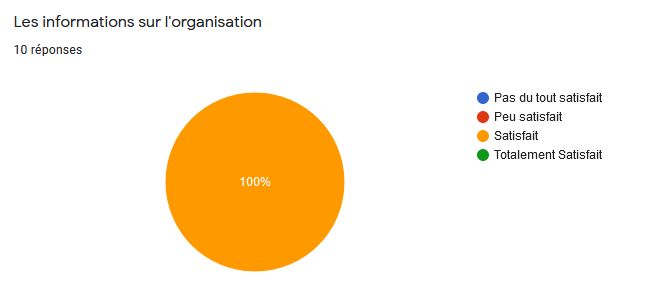 Les informations sur l'organisation
10 réponses
100%
Pas du tout satisfait
Peu satisfait
Satisfait
Totalement Satisfait